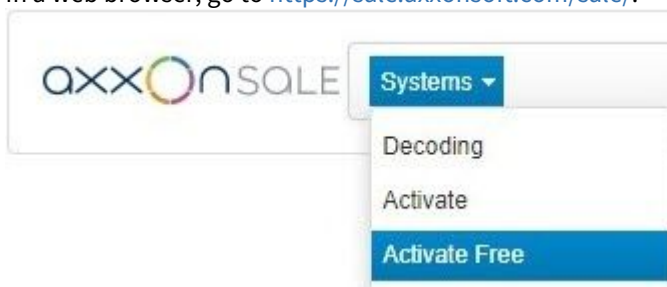 In a web browser, go to https://sale.axxonsoft.com/sale/.
axxonsale
Systems
Decoding
Activate
Activate Free